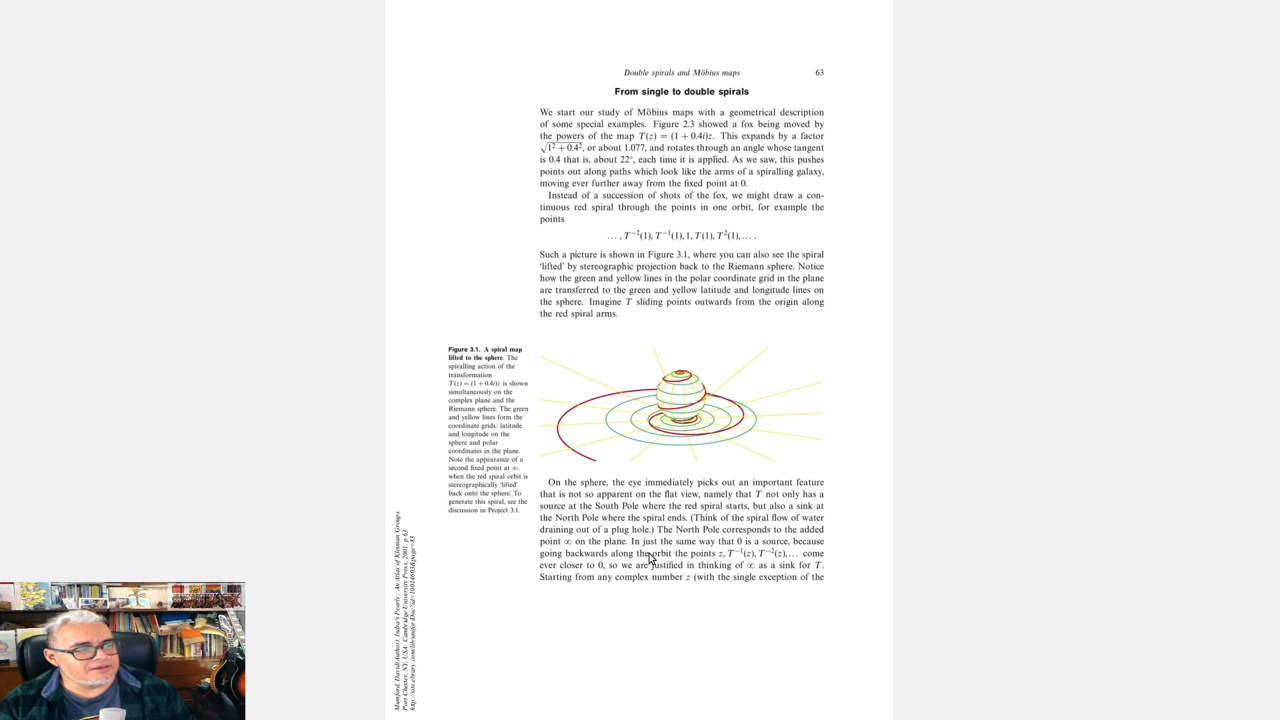 Double spirals and Möbius maps 63
From single to double spirals
We start our study of Möbius maps with a geometrical description
of some special examples. Figure 2.3 showed a fox being moved by
the powers of the map T(z) = (1 + 0.4i)z. This expands by a factor
√1² + 0.4², or about 1.077, and rotates through an angle whose tangent
is 0.4 that is, about 22°, each time it is applied. As we saw, this pushes
points out along paths which look like the arms of a spiralling galaxy,
moving ever further away from the fixed point at 0.
Instead of a succession of shots of the fox, we might draw a con-
tinuous red spiral through the points in one orbit, for example the
points
… , T⁻²(1), T⁻¹(1), 1, T(1), T²(1), … .
Such a picture is shown in Figure 3.1, where you can also see the spiral
'lifted' by stereographic projection back to the Riemann sphere. Notice
how the green and yellow lines in the polar coordinate grid in the plane
are transferred to the green and yellow latitude and longitude lines on
the sphere. Imagine T sliding points outwards from the origin along
the red spiral arms.
Figure 3.1. A spiral map
lifted to the sphere. The
spiralling action of the
transformation
T(z) = (1 + 0.4i)z is shown
simultaneously on the
complex plane and the
Riemann sphere. The green
and yellow lines form the
coordinate grids: latitude
and longitude on the
sphere and polar
coordinates in the plane.
Note the appearance of a
second fixed point at ∞
when the red spiral orbit is
stereographically 'lifted'
back onto the sphere. To
generate this spiral, see the
discussion in Project 3.1.
On the sphere, the eye immediately picks out an important feature
that is not so apparent on the flat view, namely that T not only has a
source at the South Pole where the red spiral starts, but also a sink at
the North Pole where the spiral ends. (Think of the spiral flow of water
draining out of a plug hole.) The North Pole corresponds to the added
point ∞ on the plane. In just the same way that 0 is a source, because
going backwards along the orbit the points z, T⁻¹(z), T⁻²(z), … come
ever closer to 0, so we are justified in thinking of ∞ as a sink for T.
Starting from any complex number z (with the single exception of the
Mumford, David(Author). Indra's Pearls : An Atlas of Kleinian Groups.
Port Chester, NY, USA: Cambridge University Press, 2001. p 63.